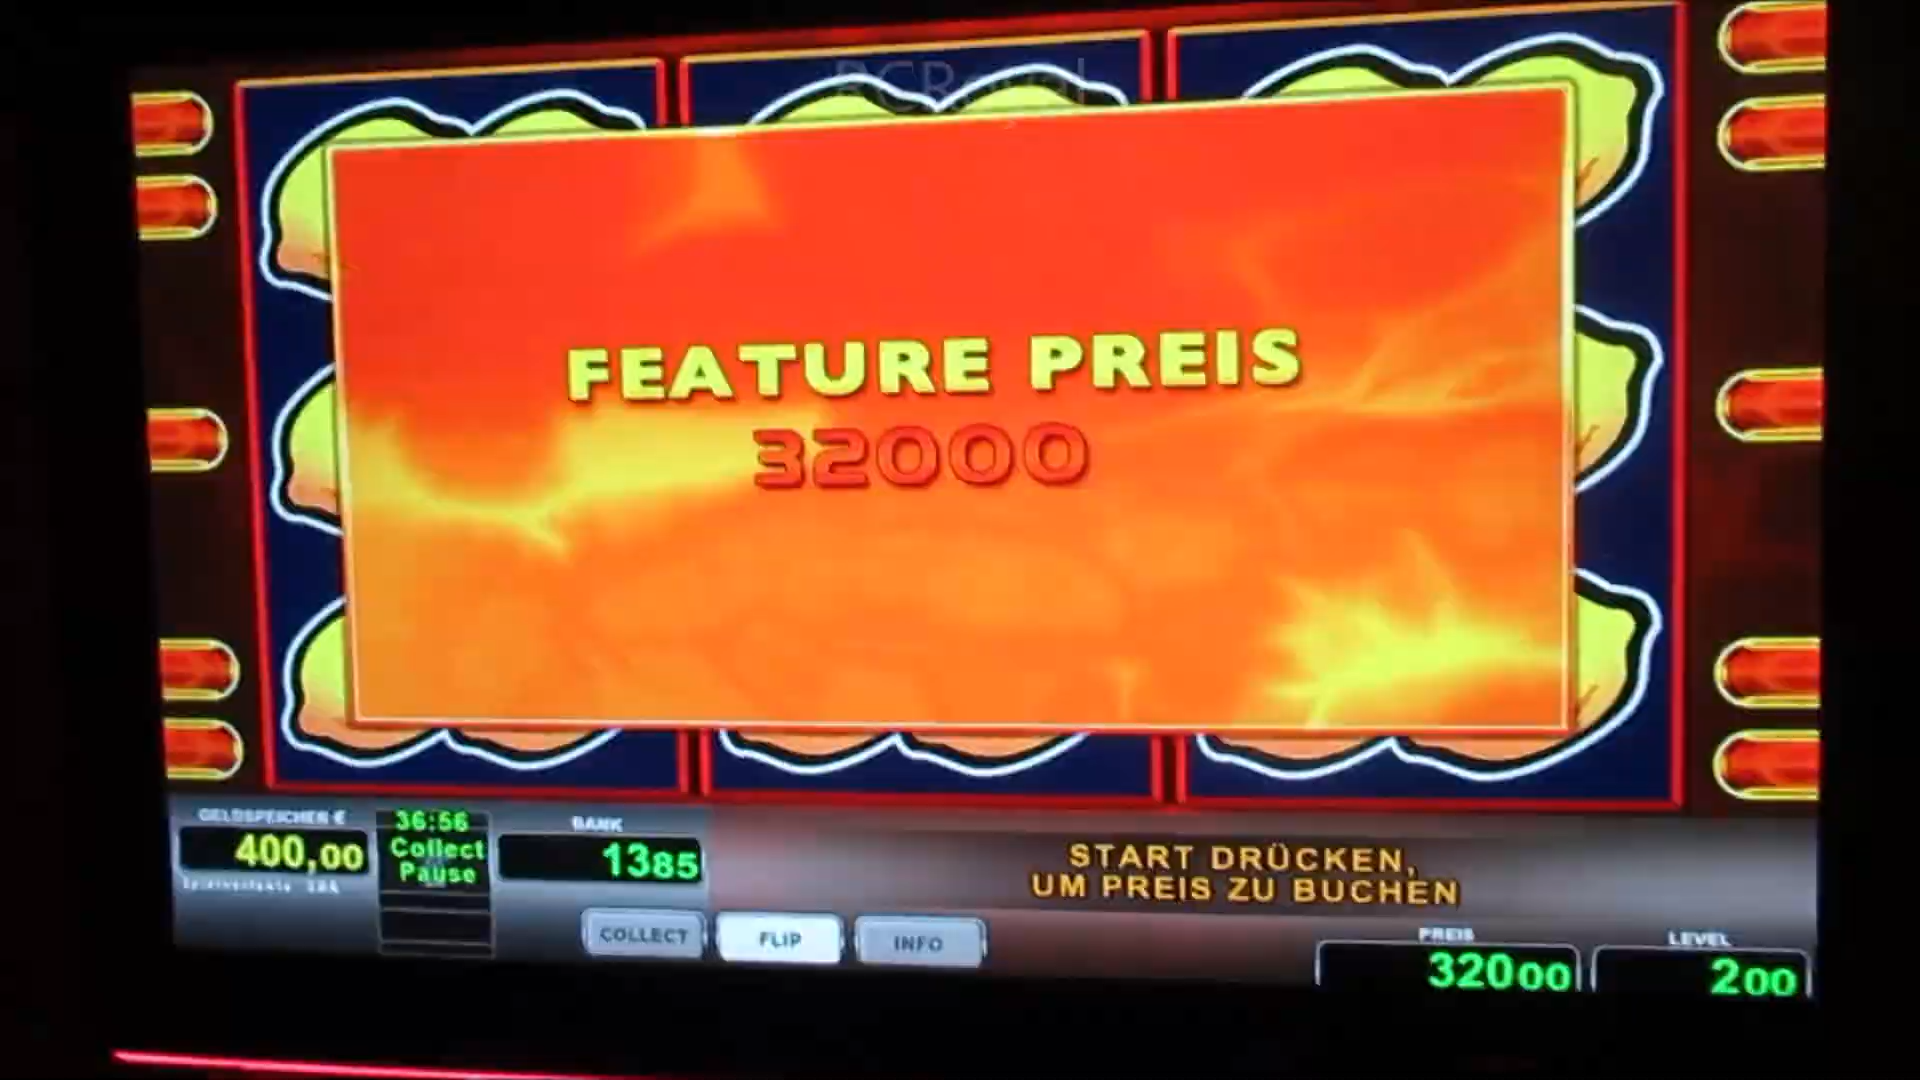 FEATURE PREIS
32000
GELDSPEICHER €
400,00
36:56
Collect
Pause
BANK
1385
START DRÜCKEN,
UM PREIS ZU BUCHEN
COLLECT
FLIP
INFO
PREIS
32000
LEVEL
200